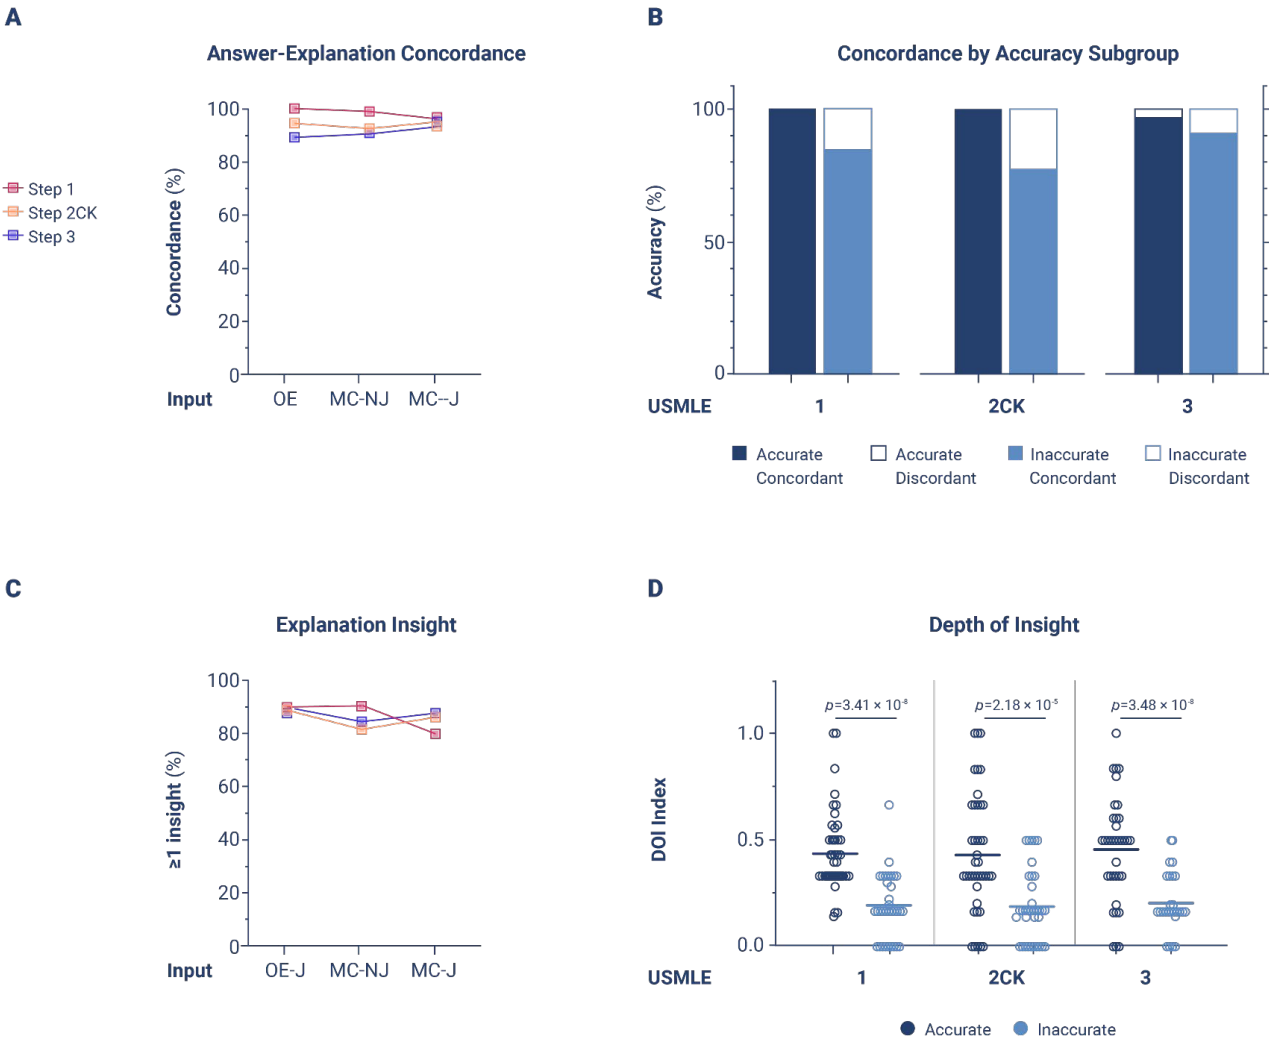 A
Answer-Explanation Concordance
Step 1
Step 2CK
Step 3
Concordance (%)
100
80
60
40
20
0
Input
OE
MC-NJ
MC--J
B
Concordance by Accuracy Subgroup
Accuracy (%)
100
50
0
USMLE
1
2CK
3
Accurate
Concordant
Accurate
Discordant
Inaccurate
Concordant
Inaccurate
Discordant
C
Explanation Insight
≥1 insight (%)
100
80
60
40
20
0
Input
OE-J
MC-NJ
MC-J
D
Depth of Insight
p=3.41 × 10⁻⁸
p=2.18 × 10⁻⁵
p=3.48 × 10⁻⁸
DOI Index
1.0
0.5
0.0
USMLE
1
2CK
3
Accurate
Inaccurate